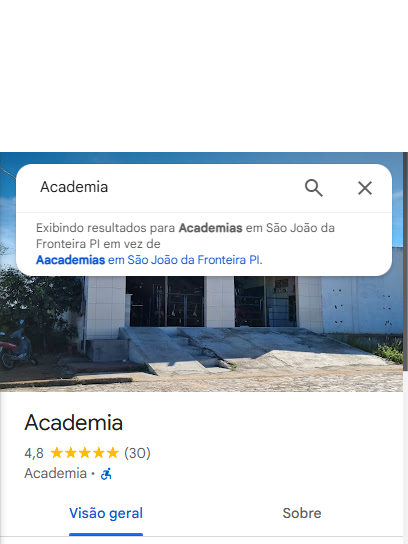 Academia
Exibindo resultados para Academias em São João da
Fronteira PI em vez de
Aacademias em São João da Fronteira PI.
Academia
4,8 ★★★★★ (30)
Academia ·
Visão geral
Sobre